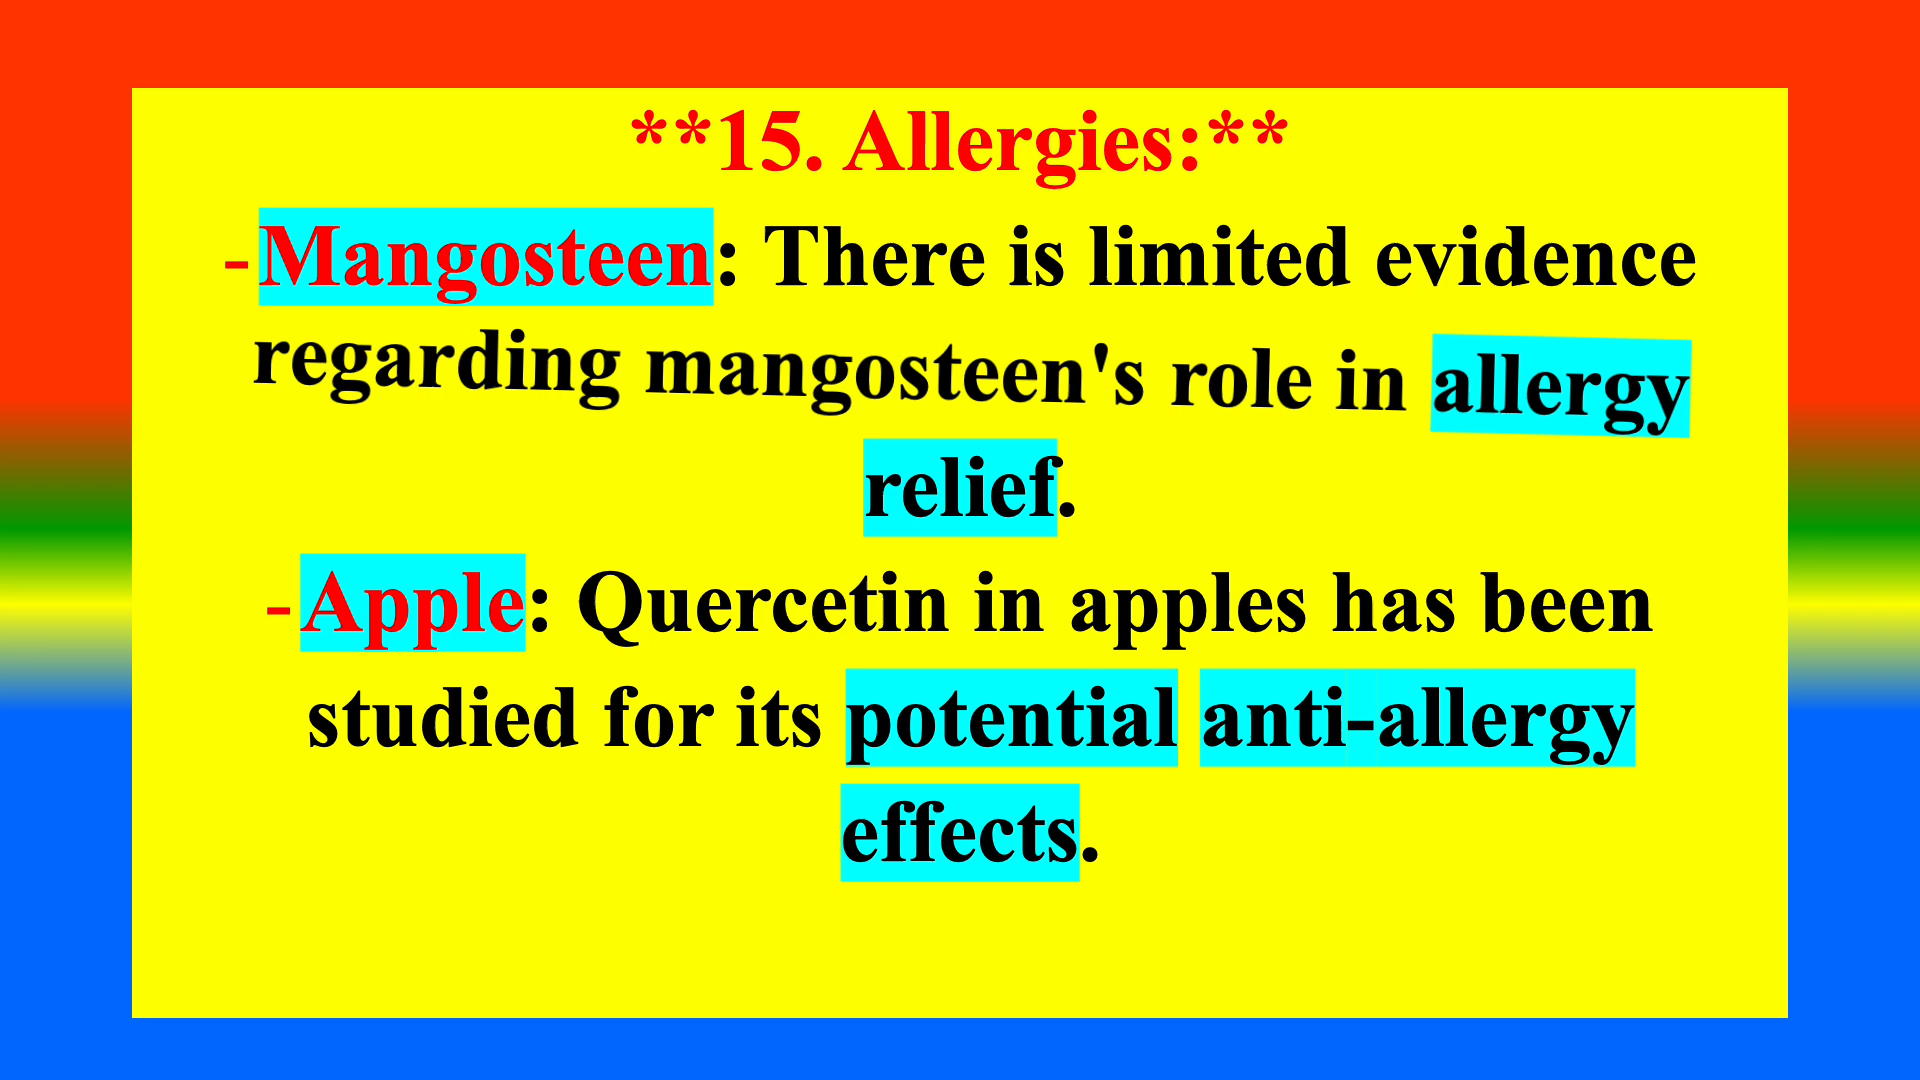 **15. Allergies:**
-Mangosteen: There is limited evidence
regarding mangosteen's role in allergy
relief.
-Apple: Quercetin in apples has been
studied for its potential anti-allergy
effects.